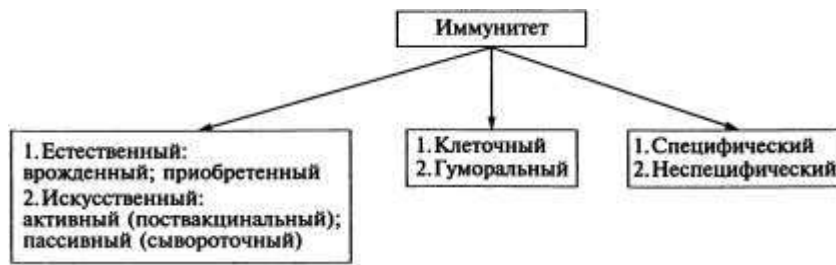 Иммунитет
1. Естественный:
врожденный; приобретенный
2. Искусственный:
активный (поствакцинальный);
пассивный (сывороточный)
1. Клеточный
2. Гуморальный
1. Специфический
2. Неспецифический